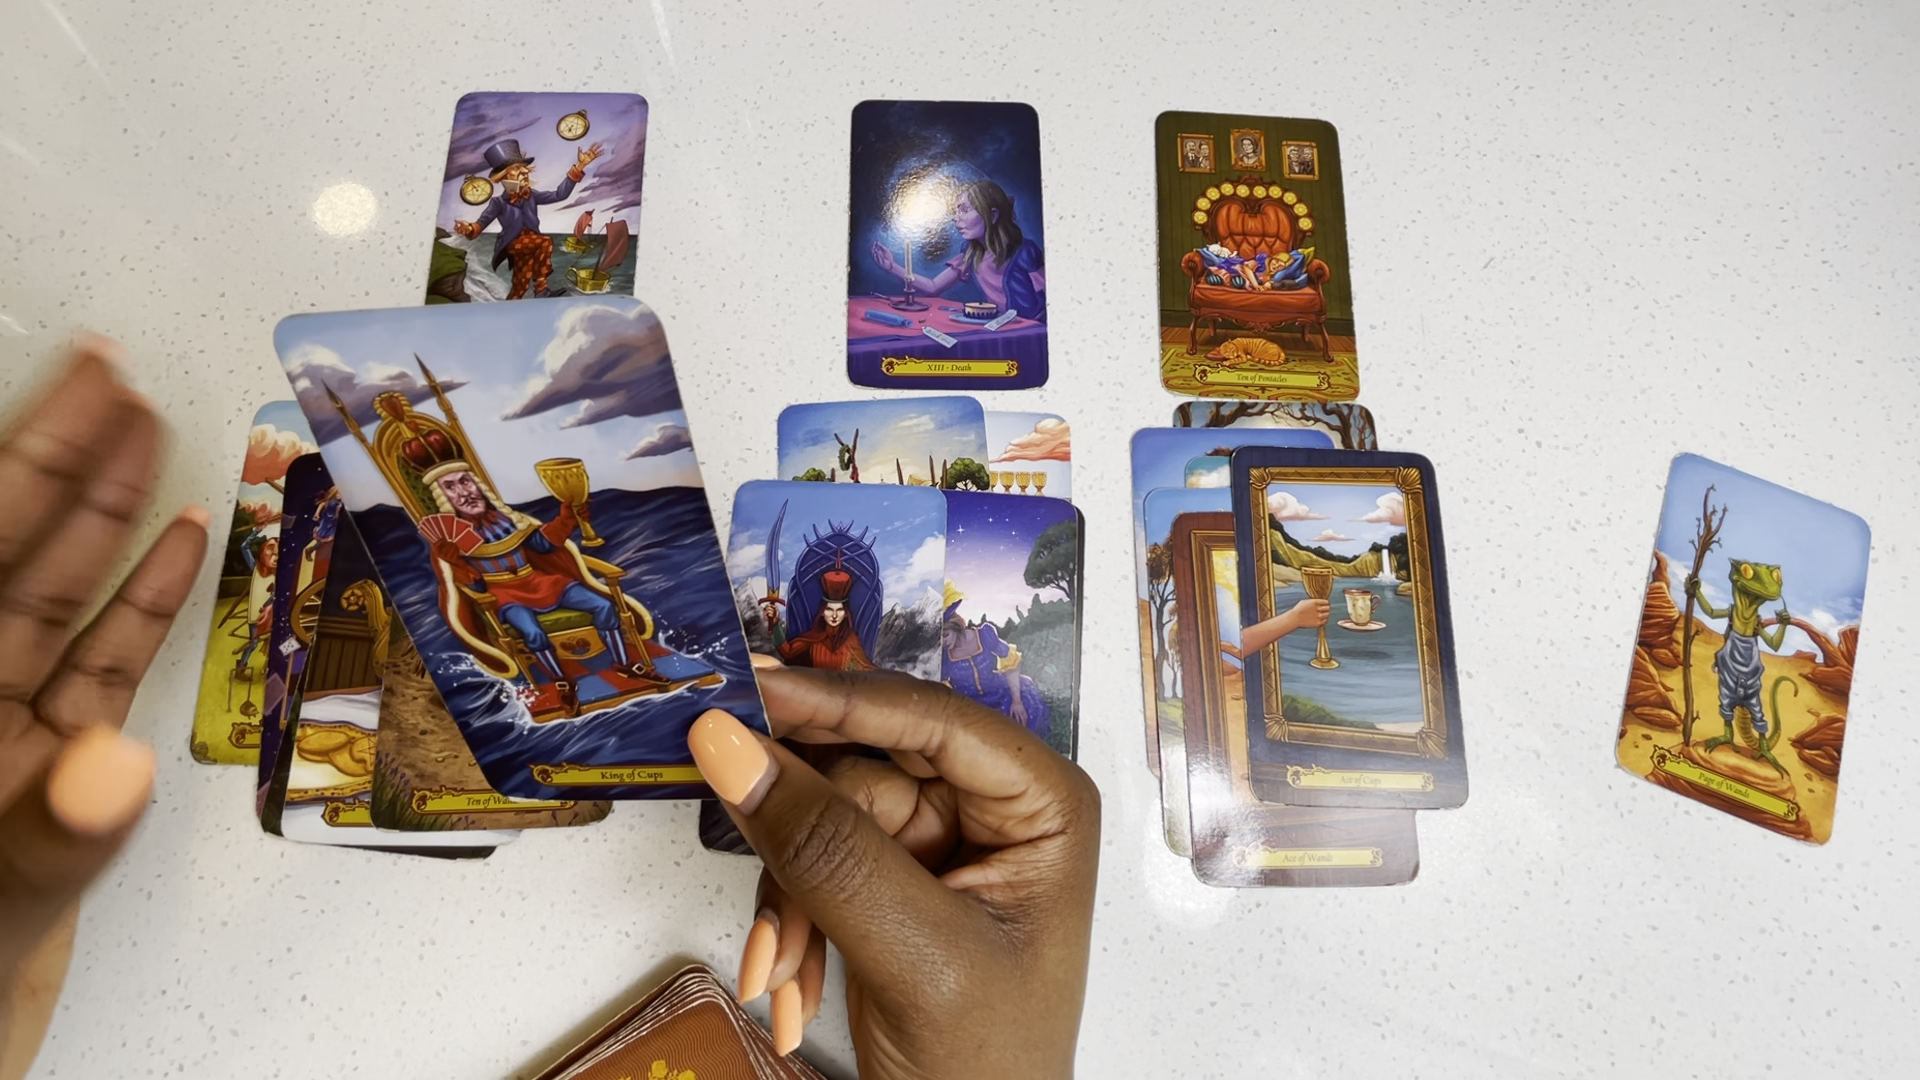 XIII - Death
Ten of Pentacles
King of Cups
Ten of
Ace of Cups
Page of Wands
Ace of Wands